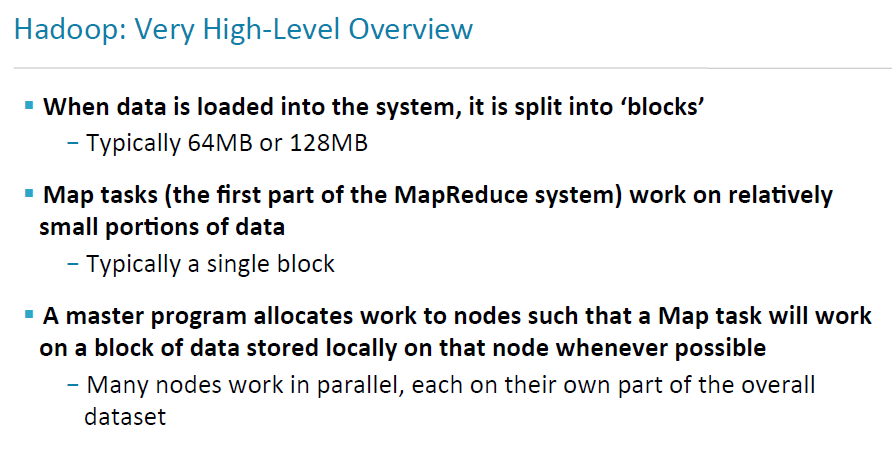 Hadoop: Very High-Level Overview
▪ When data is loaded into the system, it is split into ‘blocks’
– Typically 64MB or 128MB
▪ Map tasks (the first part of the MapReduce system) work on relatively
small portions of data
– Typically a single block
▪ A master program allocates work to nodes such that a Map task will work
on a block of data stored locally on that node whenever possible
– Many nodes work in parallel, each on their own part of the overall
dataset